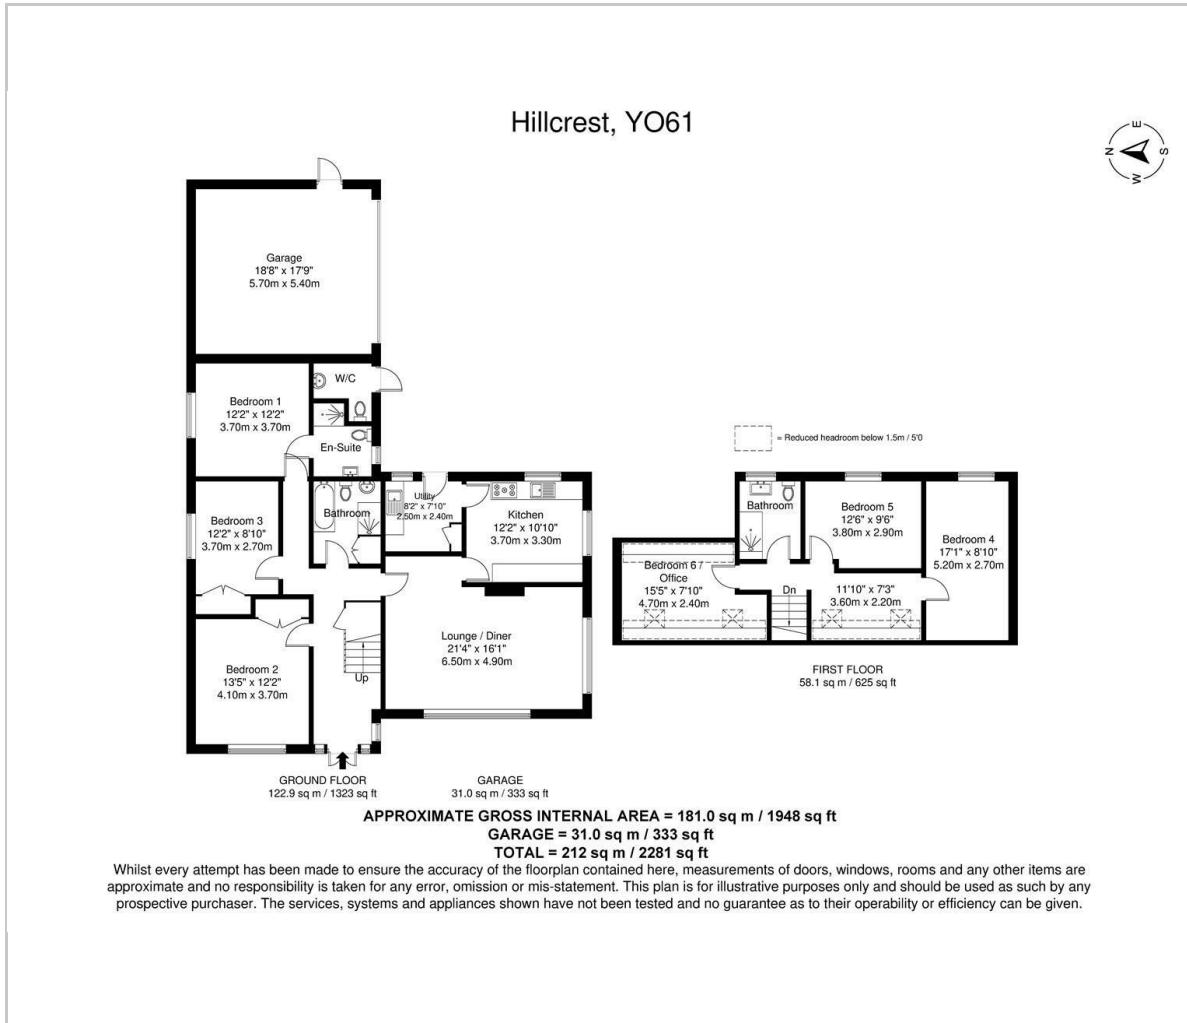 Hillcrest, YO61
E
N
S
W
Garage
18'8" x 17'9"
5.70m x 5.40m
W/C
Bedroom 1
12'2" x 12'2"
3.70m x 3.70m
En-Suite
Bathroom
Utility
8'2" x 7'10"
2.50m x 2.40m
Kitchen
12'2" x 10'10"
3.70m x 3.30m
Bedroom 3
12'2" x 8'10"
3.70m x 2.70m
Lounge / Diner
21'4" x 16'1"
6.50m x 4.90m
Bedroom 2
13'5" x 12'2"
4.10m x 3.70m
Up
= Reduced headroom below 1.5m / 5'0
Bathroom
Bedroom 5
12'6" x 9'6"
3.80m x 2.90m
Bedroom 4
17'1" x 8'10"
5.20m x 2.70m
Bedroom 6 /
Office
15'5" x 7'10"
4.70m x 2.40m
Dn
11'10" x 7'3"
3.60m x 2.20m
FIRST FLOOR
58.1 sq m / 625 sq ft
GROUND FLOOR
122.9 sq m / 1323 sq ft
GARAGE
31.0 sq m / 333 sq ft
APPROXIMATE GROSS INTERNAL AREA = 181.0 sq m / 1948 sq ft
GARAGE = 31.0 sq m / 333 sq ft
TOTAL = 212 sq m / 2281 sq ft
Whilst every attempt has been made to ensure the accuracy of the floorplan contained here, measurements of doors, windows, rooms and any other items are
approximate and no responsibility is taken for any error, omission or mis-statement. This plan is for illustrative purposes only and should be used as such by any
prospective purchaser. The services, systems and appliances shown have not been tested and no guarantee as to their operability or efficiency can be given.